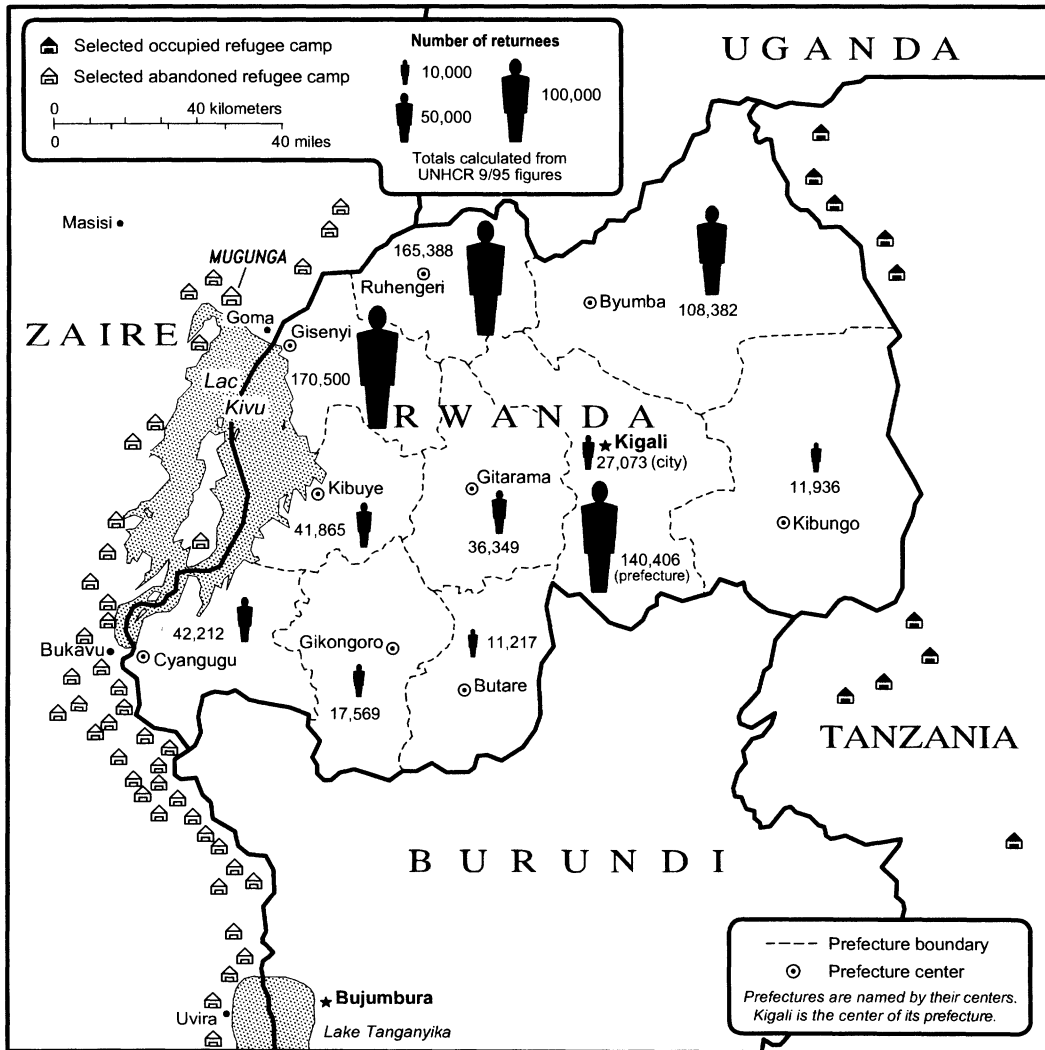 Selected occupied refugee camp
Selected abandoned refugee camp
0 40 kilometers
0 40 miles
Number of returnees
10,000
50,000
100,000
Totals calculated from
UNHCR 9/95 figures
UGANDA
Masisi
MUGUNGA
165,388
Ruhengeri
Byumba
108,382
ZAIRE
Goma
Gisenyi
170,500
Lac
Kivu
RWANDA
Kigali
27,073 (city)
11,936
Kibungo
Kibuye
41,865
Gitarama
36,349
140,406
(prefecture)
42,212
Cyangugu
Bukavu
Gikongoro
17,569
11,217
Butare
TANZANIA
BURUNDI
Bujumbura
Uvira
Lake Tanganyika
Prefecture boundary
Prefecture center
Prefectures are named by their centers.
Kigali is the center of its prefecture.